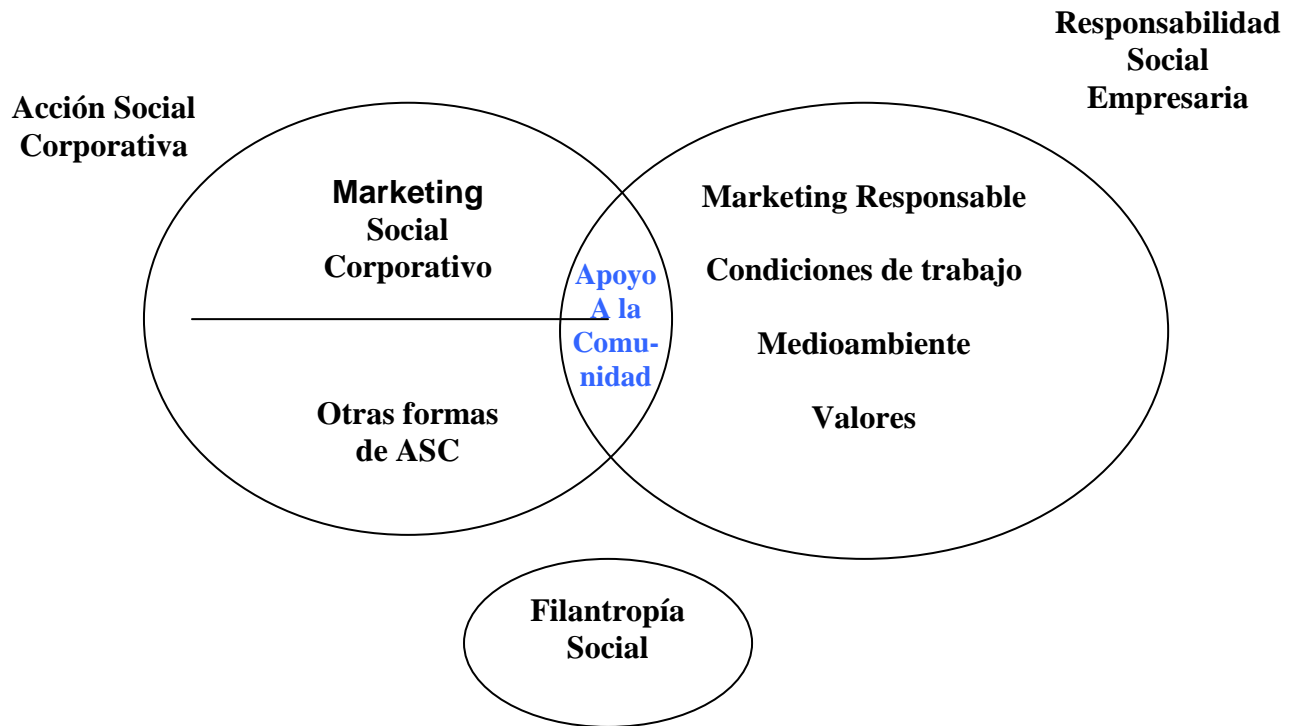 Responsabilidad
Social
Empresaria
Acción Social
Corporativa
Marketing
Social
Corporativo
Otras formas
de ASC
Apoyo
A la
Comu-
nidad
Marketing Responsable
Condiciones de trabajo
Medioambiente
Valores
Filantropía
Social